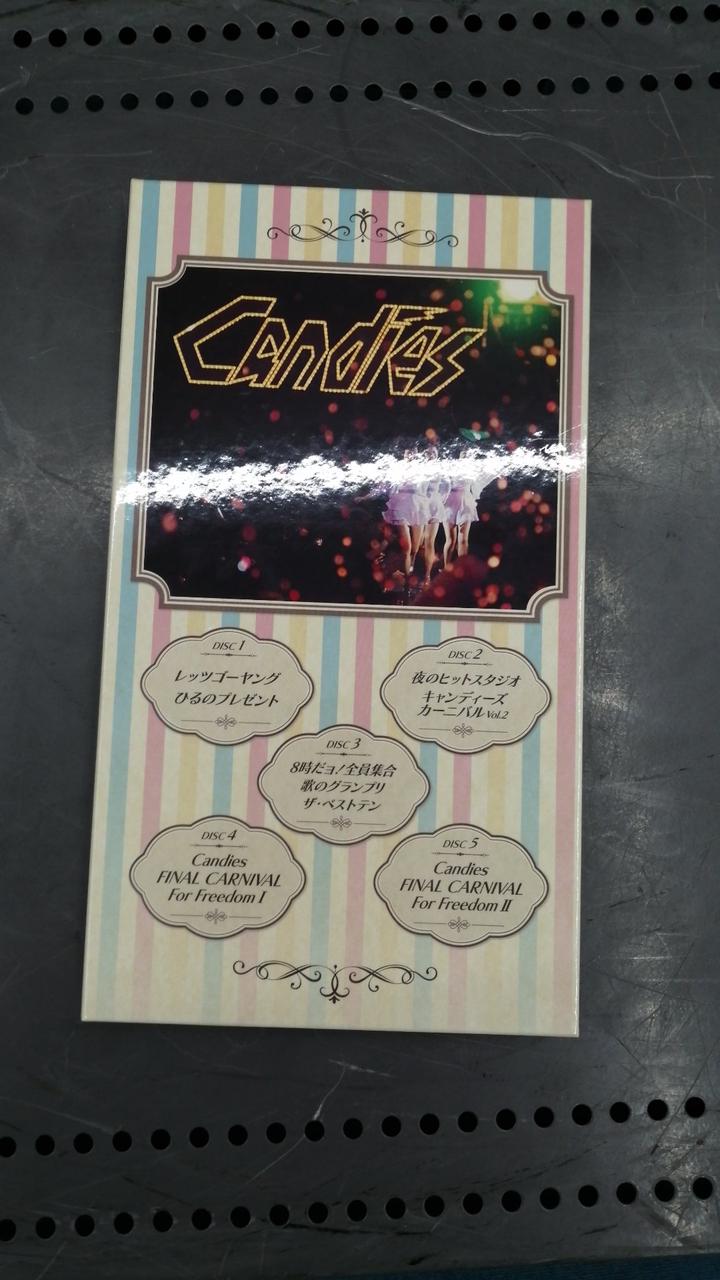 Candies
DISC 1
レッツゴーヤング
ひるのプレゼント
DISC 2
夜のヒットスタジオ
キャンディーズ
カーニバル Vol.2
DISC 3
8時だョ!全員集合
歌のグランプリ
ザ・ベストテン
DISC 4
Candies
FINAL CARNIVAL
For Freedom I
DISC 5
Candies
FINAL CARNIVAL
For Freedom II